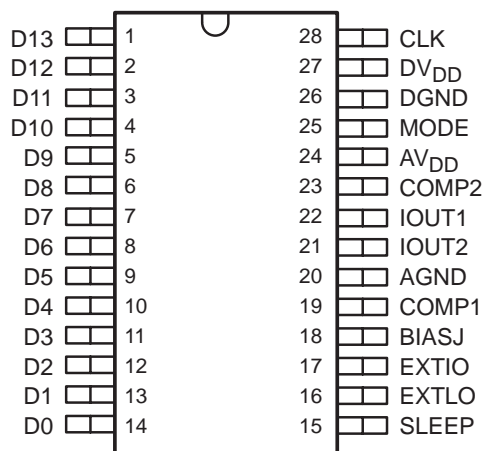 D13 1 28 CLK
D12 2 27 DVDD
D11 3 26 DGND
D10 4 25 MODE
D9 5 24 AVDD
D8 6 23 COMP2
D7 7 22 IOUT1
D6 8 21 IOUT2
D5 9 20 AGND
D4 10 19 COMP1
D3 11 18 BIASJ
D2 12 17 EXTIO
D1 13 16 EXTLO
D0 14 15 SLEEP